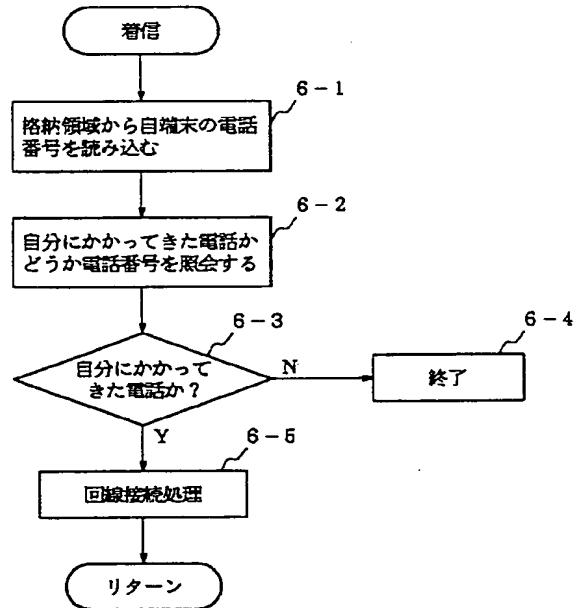 着信
6-1
格納領域から自端末の電話
番号を読み込む
6-2
自分にかかってきた電話か
どうか電話番号を照会する
6-3
自分にかかって
きた電話か?
N
6-4
終了
Y
6-5
回線接続処理
リターン